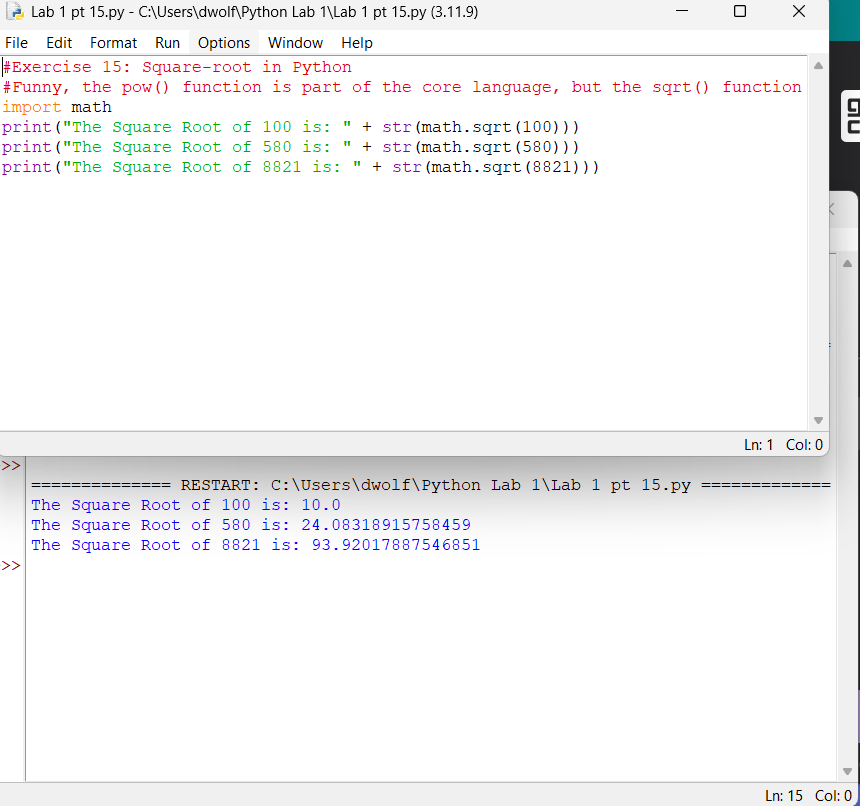 Lab 1 pt 15.py - C:\Users\dwolf\Python Lab 1\Lab 1 pt 15.py (3.11.9)
File Edit Format Run Options Window Help
#Exercise 15: Square-root in Python
#Funny, the pow() function is part of the core language, but the sqrt() function
import math
print("The Square Root of 100 is: " + str(math.sqrt(100)))
print("The Square Root of 580 is: " + str(math.sqrt(580)))
print("The Square Root of 8821 is: " + str(math.sqrt(8821)))
Ln: 1 Col: 0
>>
============== RESTART: C:\Users\dwolf\Python Lab 1\Lab 1 pt 15.py =============
The Square Root of 100 is: 10.0
The Square Root of 580 is: 24.08318915758459
The Square Root of 8821 is: 93.92017887546851
>>
Ln: 15 Col: 0